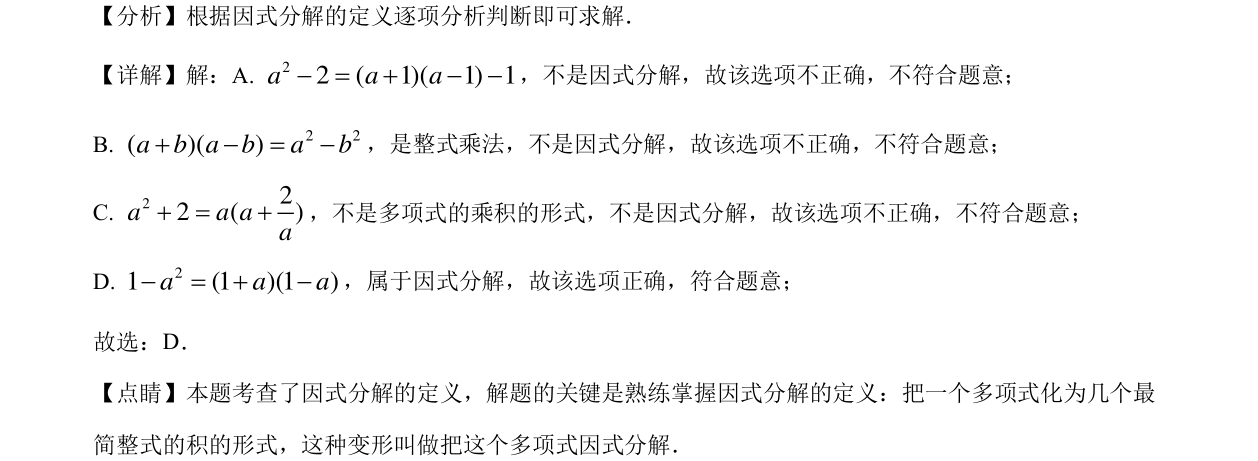 【分析】根据因式分解的定义逐项分析判断即可求解．
【详解】解：A. a² − 2 = (a+1)(a−1) −1，不是因式分解，故该选项不正确，不符合题意；
B. (a+b)(a−b) = a² − b²，是整式乘法，不是因式分解，故该选项不正确，不符合题意；
C. a² + 2 = a(a + 2/a)，不是多项式的乘积的形式，不是因式分解，故该选项不正确，不符合题意；
D. 1− a² = (1+ a)(1− a)，属于因式分解，故该选项正确，符合题意；
故选：D．
【点睛】本题考查了因式分解的定义，解题的关键是熟练掌握因式分解的定义：把一个多项式化为几个最
简整式的积的形式，这种变形叫做把这个多项式因式分解．